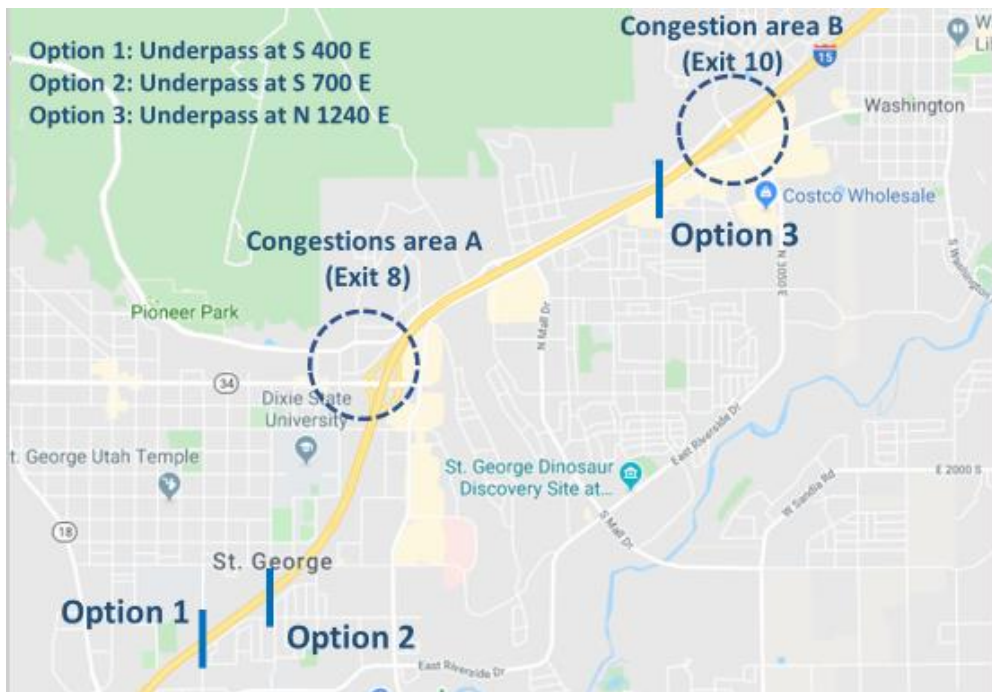 Option 1: Underpass at S 400 E
Option 2: Underpass at S 700 E
Option 3: Underpass at N 1240 E
Congestion area B
(Exit 10)
15
Washington
Costco Wholesale
Option 3
Congestions area A
(Exit 8)
Pioneer Park
N Mall Dr
N 3050 E
S Washington
34
Dixie State
University
t. George Utah Temple
St. George Dinosaur
Discovery Site at...
East Riverside Dr
E 2000 S
W Sandia Rd
S Mall Dr
18
St. George
Option 1
Option 2
East Riverside Dr